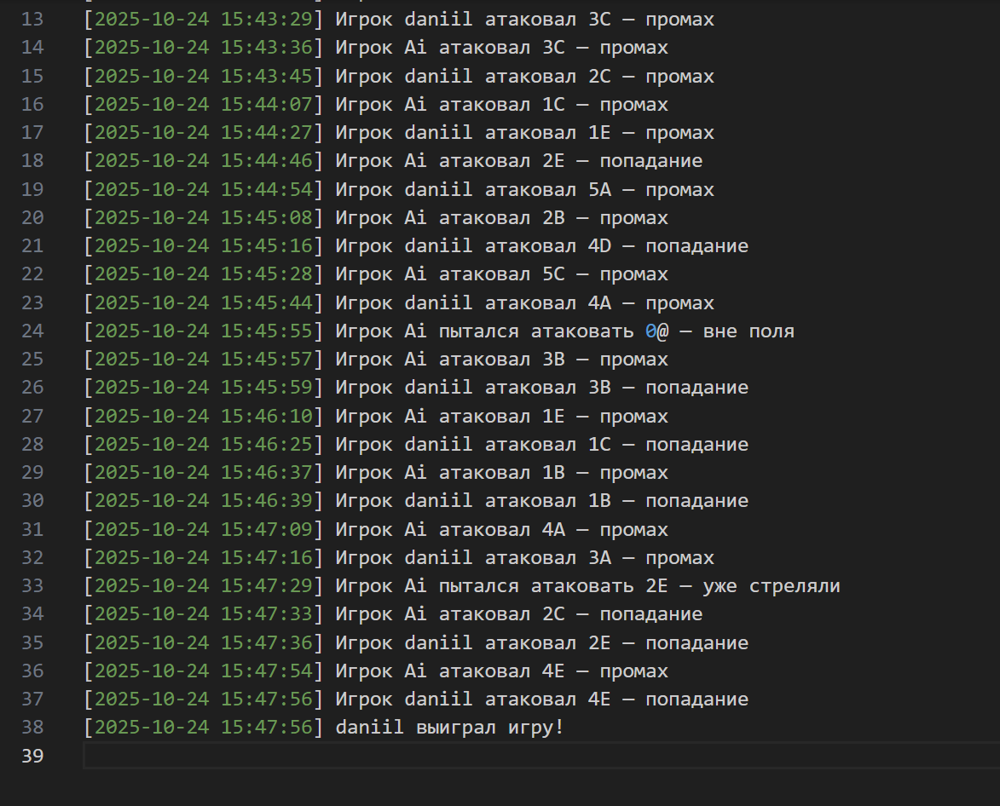 13 [2025-10-24 15:43:29] Игрок daniil атаковал 3C — промах
14 [2025-10-24 15:43:36] Игрок Ai атаковал 3C — промах
15 [2025-10-24 15:43:45] Игрок daniil атаковал 2C — промах
16 [2025-10-24 15:44:07] Игрок Ai атаковал 1C — промах
17 [2025-10-24 15:44:27] Игрок daniil атаковал 1E — промах
18 [2025-10-24 15:44:46] Игрок Ai атаковал 2E — попадание
19 [2025-10-24 15:44:54] Игрок daniil атаковал 5A — промах
20 [2025-10-24 15:45:08] Игрок Ai атаковал 2B — промах
21 [2025-10-24 15:45:16] Игрок daniil атаковал 4D — попадание
22 [2025-10-24 15:45:28] Игрок Ai атаковал 5C — промах
23 [2025-10-24 15:45:44] Игрок daniil атаковал 4A — промах
24 [2025-10-24 15:45:55] Игрок Ai пытался атаковать 0@ — вне поля
25 [2025-10-24 15:45:57] Игрок Ai атаковал 3B — промах
26 [2025-10-24 15:45:59] Игрок daniil атаковал 3B — попадание
27 [2025-10-24 15:46:10] Игрок Ai атаковал 1E — промах
28 [2025-10-24 15:46:25] Игрок daniil атаковал 1C — попадание
29 [2025-10-24 15:46:37] Игрок Ai атаковал 1B — промах
30 [2025-10-24 15:46:39] Игрок daniil атаковал 1B — попадание
31 [2025-10-24 15:47:09] Игрок Ai атаковал 4A — промах
32 [2025-10-24 15:47:16] Игрок daniil атаковал 3A — промах
33 [2025-10-24 15:47:29] Игрок Ai пытался атаковать 2E — уже стреляли
34 [2025-10-24 15:47:33] Игрок Ai атаковал 2C — попадание
35 [2025-10-24 15:47:36] Игрок daniil атаковал 2E — попадание
36 [2025-10-24 15:47:54] Игрок Ai атаковал 4E — промах
37 [2025-10-24 15:47:56] Игрок daniil атаковал 4E — попадание
38 [2025-10-24 15:47:56] daniil выиграл игру!
39